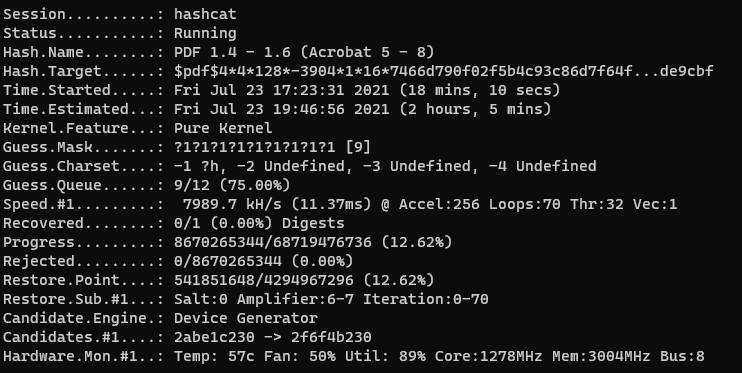 Session..........: hashcat
Status...........: Running
Hash.Name........: PDF 1.4 - 1.6 (Acrobat 5 - 8)
Hash.Target......: $pdf$4*4*128*-3904*1*16*7466d790f02f5b4c93c86d7f64f...de9cbf
Time.Started.....: Fri Jul 23 17:23:31 2021 (18 mins, 10 secs)
Time.Estimated...: Fri Jul 23 19:46:56 2021 (2 hours, 5 mins)
Kernel.Feature...: Pure Kernel
Guess.Mask.......: ?1?1?1?1?1?1?1?1?1 [9]
Guess.Charset....: -1 ?h, -2 Undefined, -3 Undefined, -4 Undefined
Guess.Queue......: 9/12 (75.00%)
Speed.#1.........:  7989.7 kH/s (11.37ms) @ Accel:256 Loops:70 Thr:32 Vec:1
Recovered........: 0/1 (0.00%) Digests
Progress.........: 8670265344/68719476736 (12.62%)
Rejected.........: 0/8670265344 (0.00%)
Restore.Point....: 541851648/4294967296 (12.62%)
Restore.Sub.#1...: Salt:0 Amplifier:6-7 Iteration:0-70
Candidate.Engine.: Device Generator
Candidates.#1....: 2abe1c230 -> 2f6f4b230
Hardware.Mon.#1..: Temp: 57c Fan: 50% Util: 89% Core:1278MHz Mem:3004MHz Bus:8